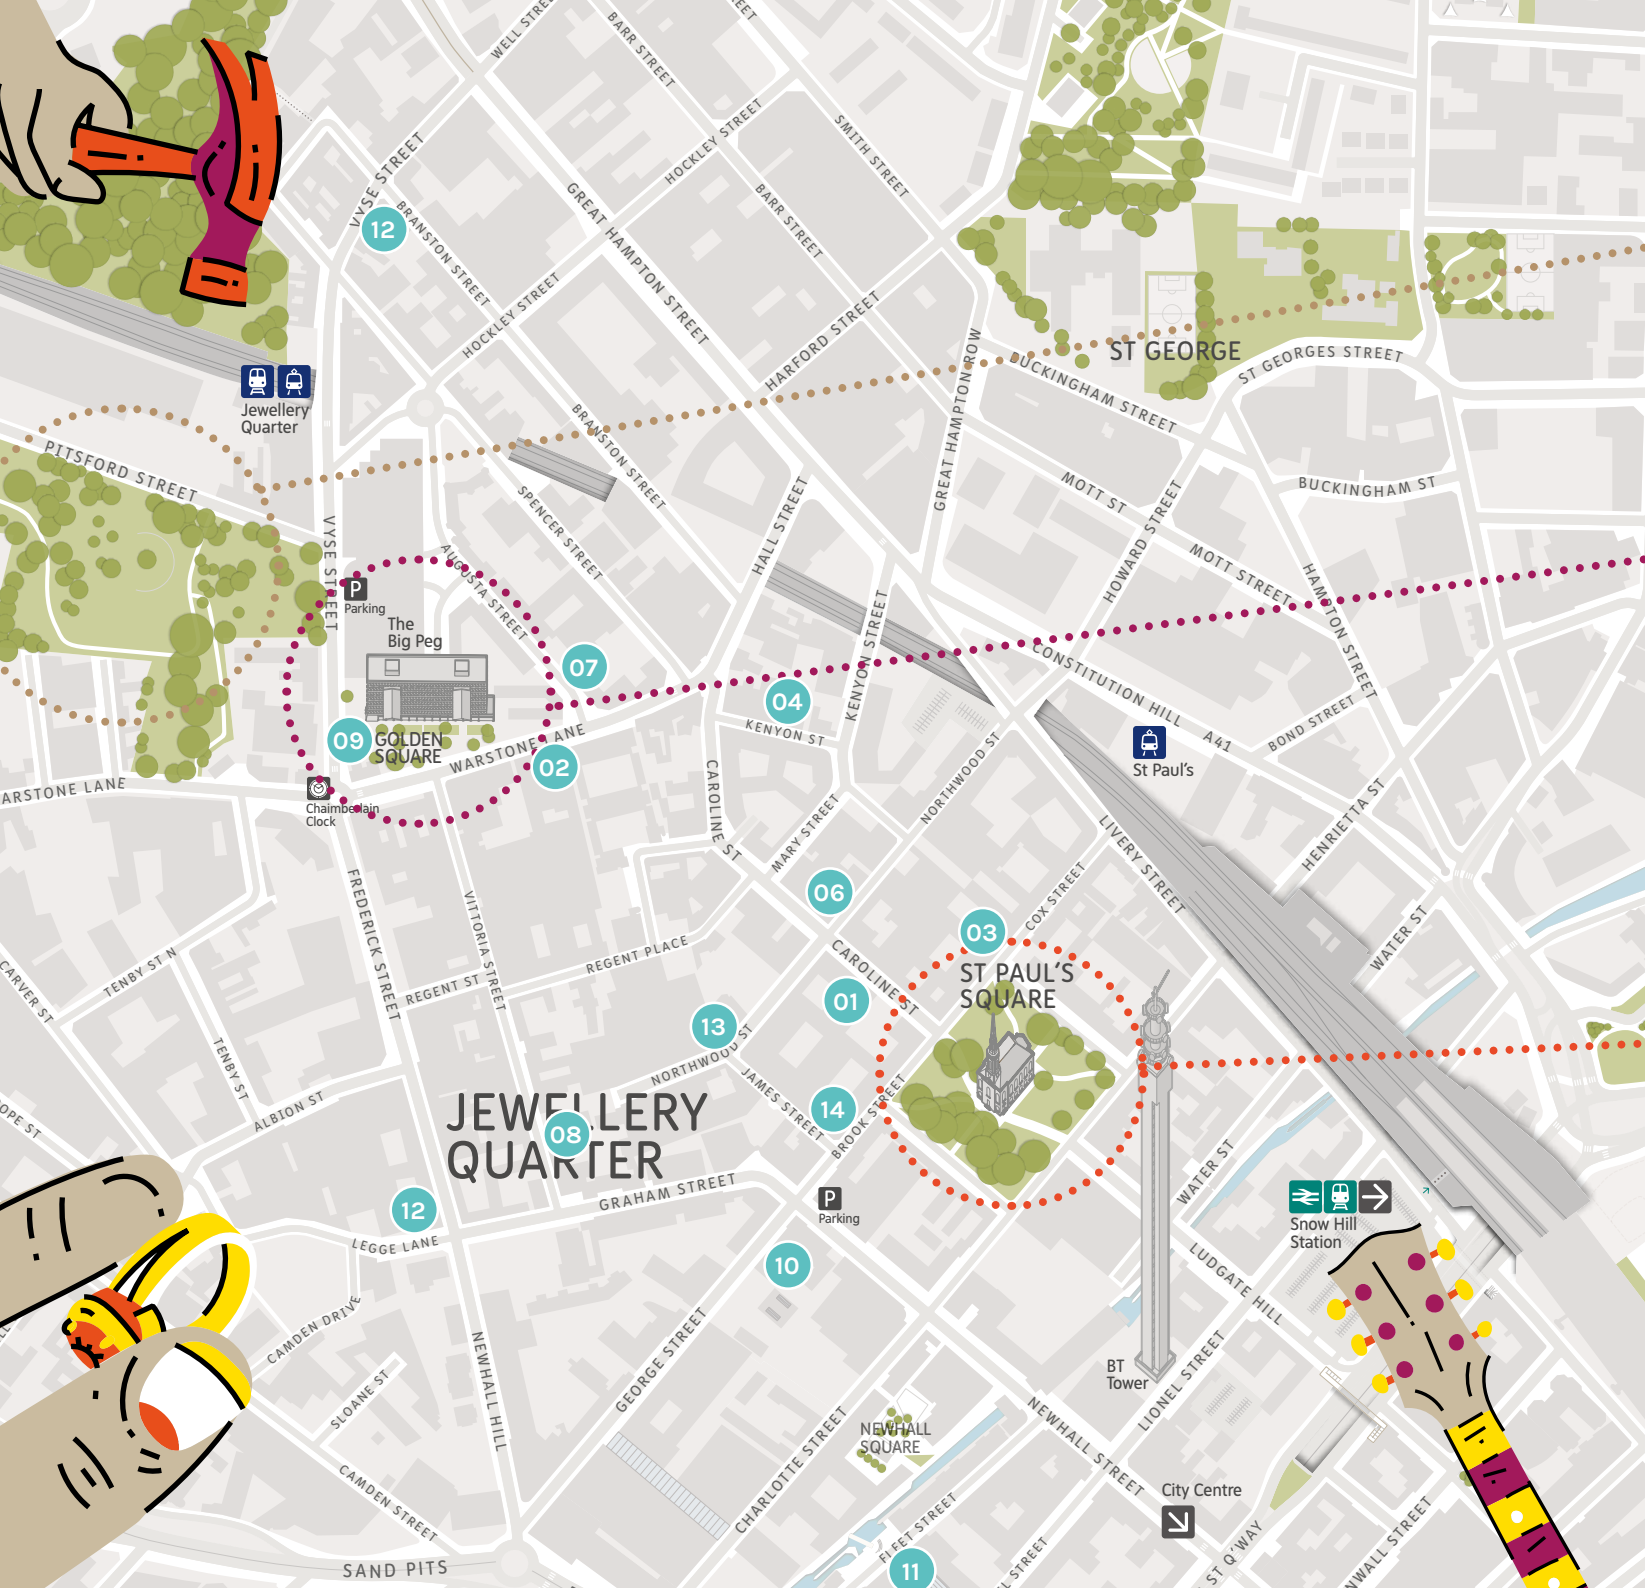 WELL STREET
BARR STREET
HOCKLEY STREET
SMITH STREET
VYSE STREET
12
BRANSTON STREET
GREAT HAMPTON STREET
BARR STREET
HOCKLEY STREET
HARFORD STREET
GREAT HAMPTON ROW
ST GEORGE
ST GEORGES STREET
BUCKINGHAM STREET
Jewellery
Quarter
PITSFORD STREET
BRANSTON STREET
SPENCER STREET
HALL STREET
MOTT ST
HOWARD STREET
BUCKINGHAM ST
MOTT STREET
HAMPTON STREET
VYSE STREET
P
Parking
AUGUSTA STREET
The
Big Peg
07
04
KENYON STREET
KENYON ST
CONSTITUTION HILL
A41
BOND STREET
09
GOLDEN
SQUARE
WARSTONE LANE
02
St Paul's
ARSTONE LANE
Chaimberlain
Clock
CAROLINE ST
MARY STREET
NORTHWOOD ST
LIVERY STREET
HENRIETTA ST
FREDERICK STREET
VITTORIA STREET
06
COX STREET
03
WATER ST
CARVER ST
TENBY ST N
REGENT ST
REGENT PLACE
CAROLINE ST
ST PAUL'S
SQUARE
01
13
NORTHWOOD ST
TENBY ST
ALBION ST
JAMES STREET
14
BROOK STREET
OPE ST
JEWELLERY
QUARTER
08
WATER ST
12
GRAHAM STREET
P
Parking
Snow Hill
Station
LEGGE LANE
10
LUDGATE HILL
CAMDEN DRIVE
NEWHALL HILL
GEORGE STREET
BT
Tower
LIONEL STREET
SLOANE ST
NEWHALL
SQUARE
NEWHALL STREET
CHARLOTTE STREET
CAMDEN STREET
City Centre
FLEET STREET
SAND PITS
11
ST Q'WAY
NWALL STREET